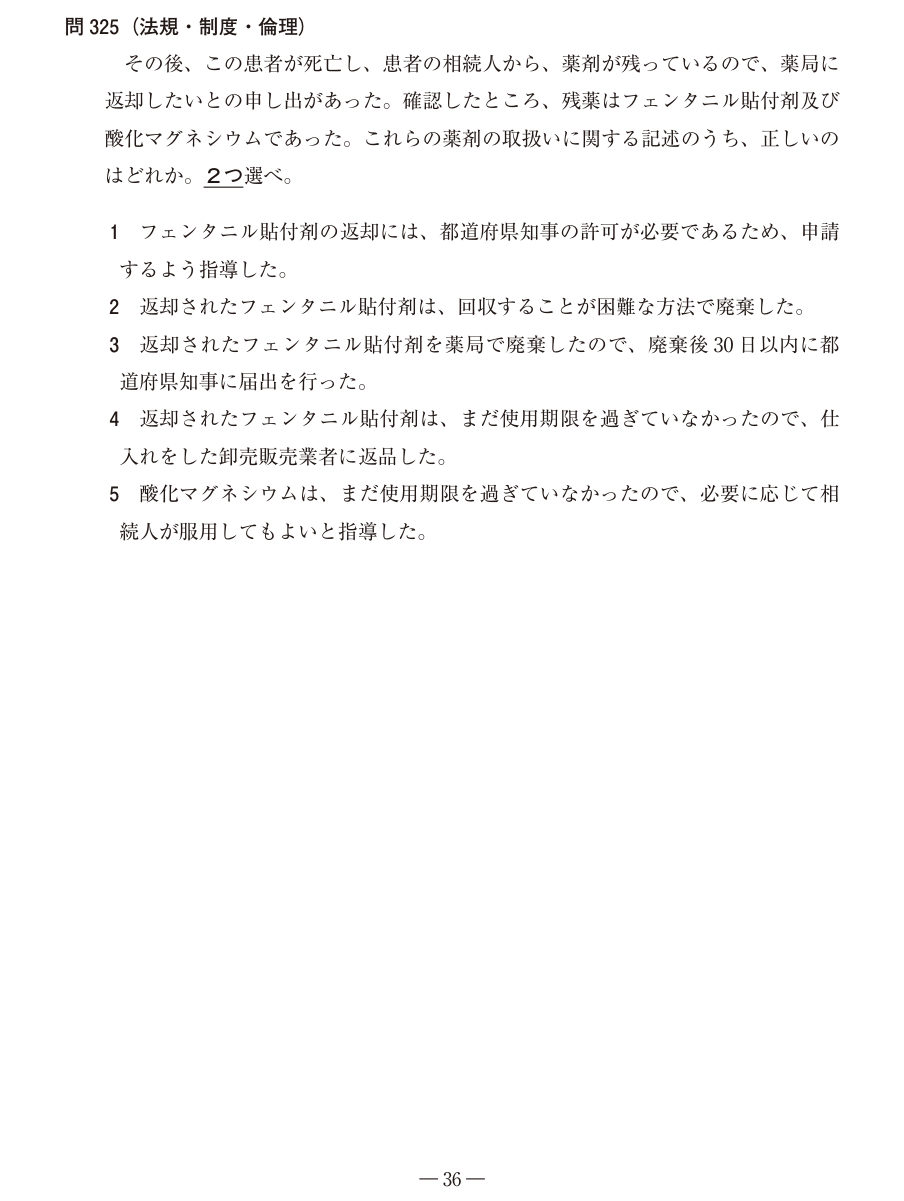 問 325（法規・制度・倫理）
その後、この患者が死亡し、患者の相続人から、薬剤が残っているので、薬局に
返却したいとの申し出があった。確認したところ、残薬はフェンタニル貼付剤及び
酸化マグネシウムであった。これらの薬剤の取扱いに関する記述のうち、正しいの
はどれか。２つ選べ。
1　フェンタニル貼付剤の返却には、都道府県知事の許可が必要であるため、申請
するよう指導した。
2　返却されたフェンタニル貼付剤は、回収することが困難な方法で廃棄した。
3　返却されたフェンタニル貼付剤を薬局で廃棄したので、廃棄後 30 日以内に都
道府県知事に届出を行った。
4　返却されたフェンタニル貼付剤は、まだ使用期限を過ぎていなかったので、仕
入れをした卸売販売業者に返品した。
5　酸化マグネシウムは、まだ使用期限を過ぎていなかったので、必要に応じて相
続人が服用してもよいと指導した。
― 36 ―